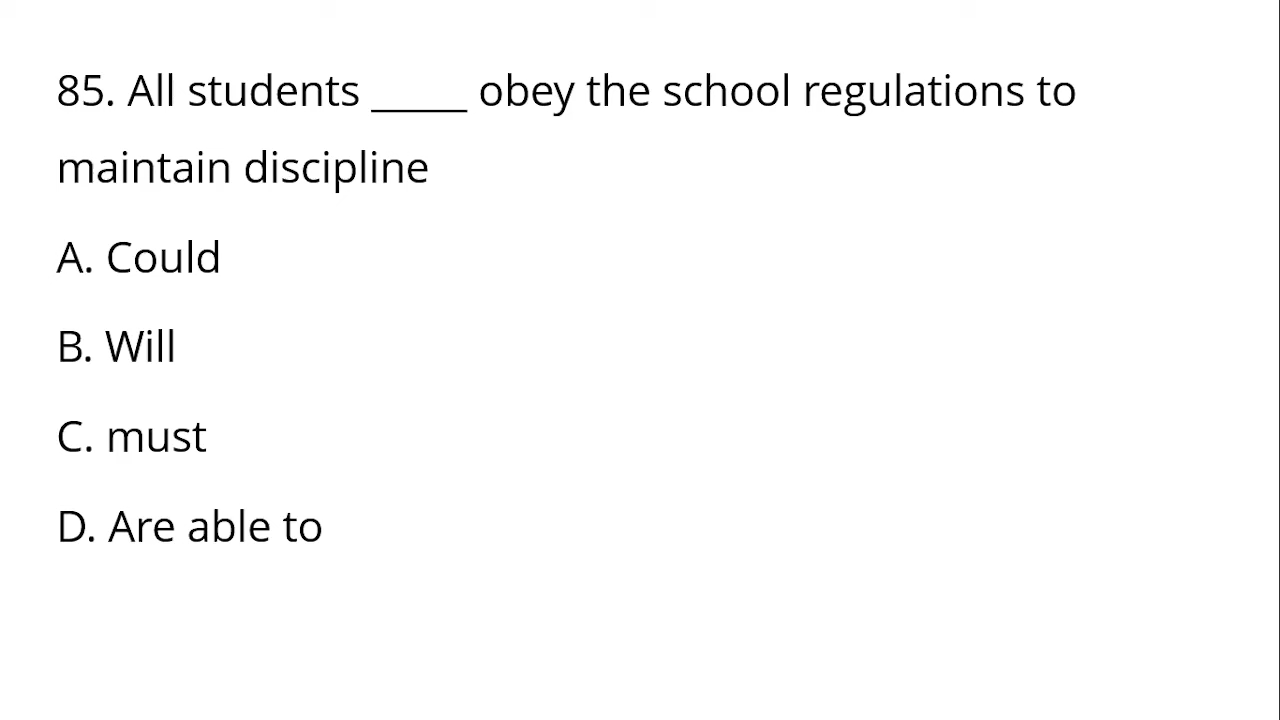 85. All students _____ obey the school regulations to
maintain discipline
A. Could
B. Will
C. must
D. Are able to